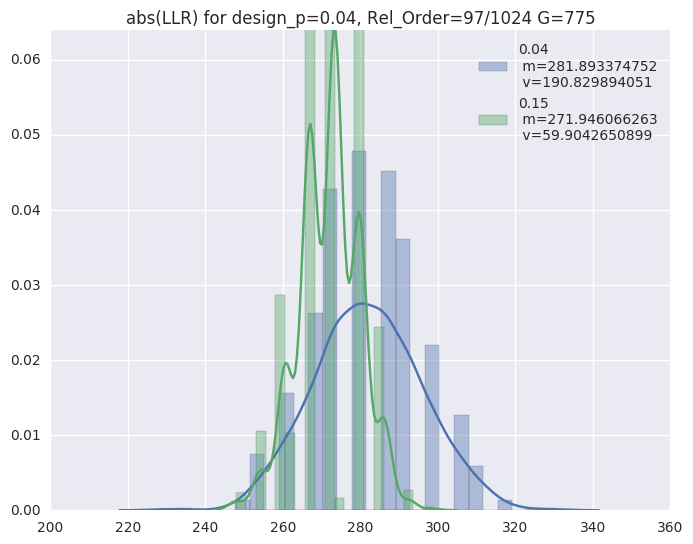 abs(LLR) for design_p=0.04, Rel_Order=97/1024 G=775
0.04
m=281.893374752
v=190.829894051
0.15
m=271.946066263
v=59.9042650899
0.06
0.05
0.04
0.03
0.02
0.01
0.00
200 220 240 260 280 300 320 340 360